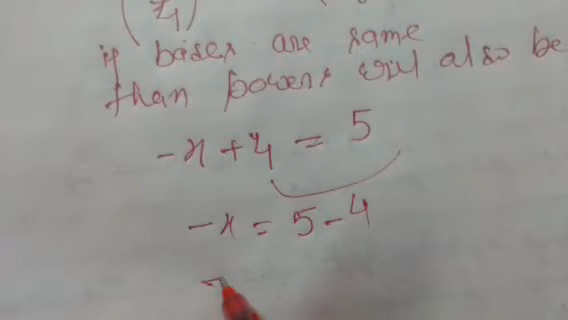 if bases are same
than powers will also be
-x + 4 = 5
-x = 5 - 4